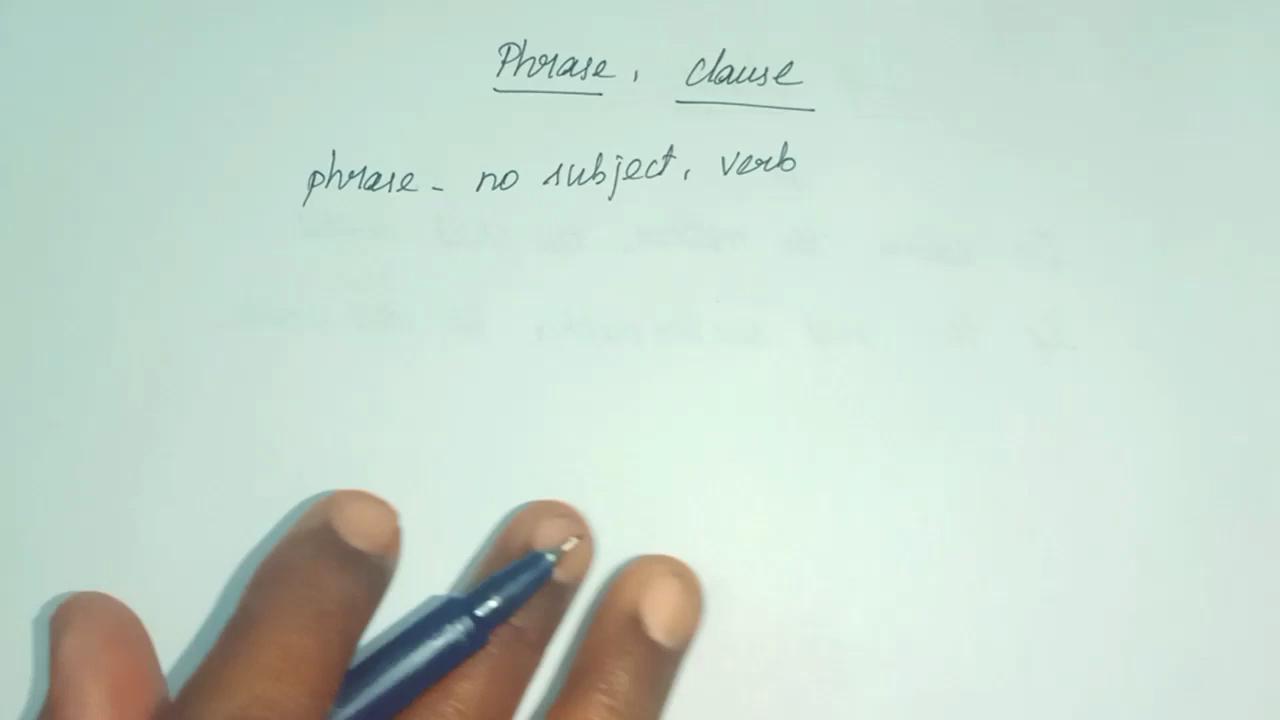 Phrase, clause
phrase - no subject, verb